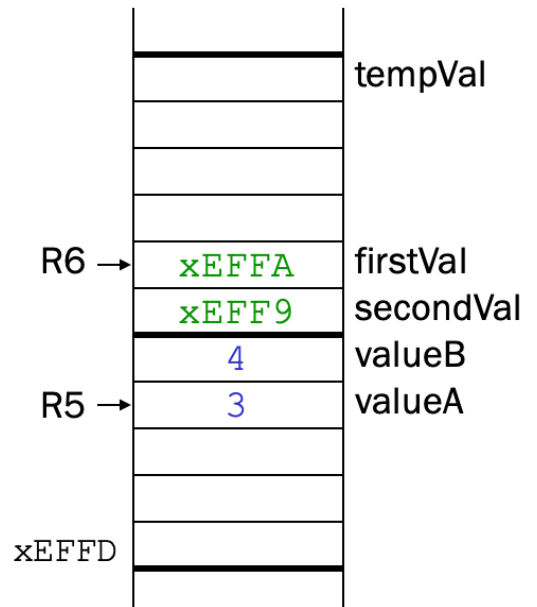 tempVal
R6 xEFFA firstVal
xEFF9 secondVal
4 valueB
R5 3 valueA
xEFFD